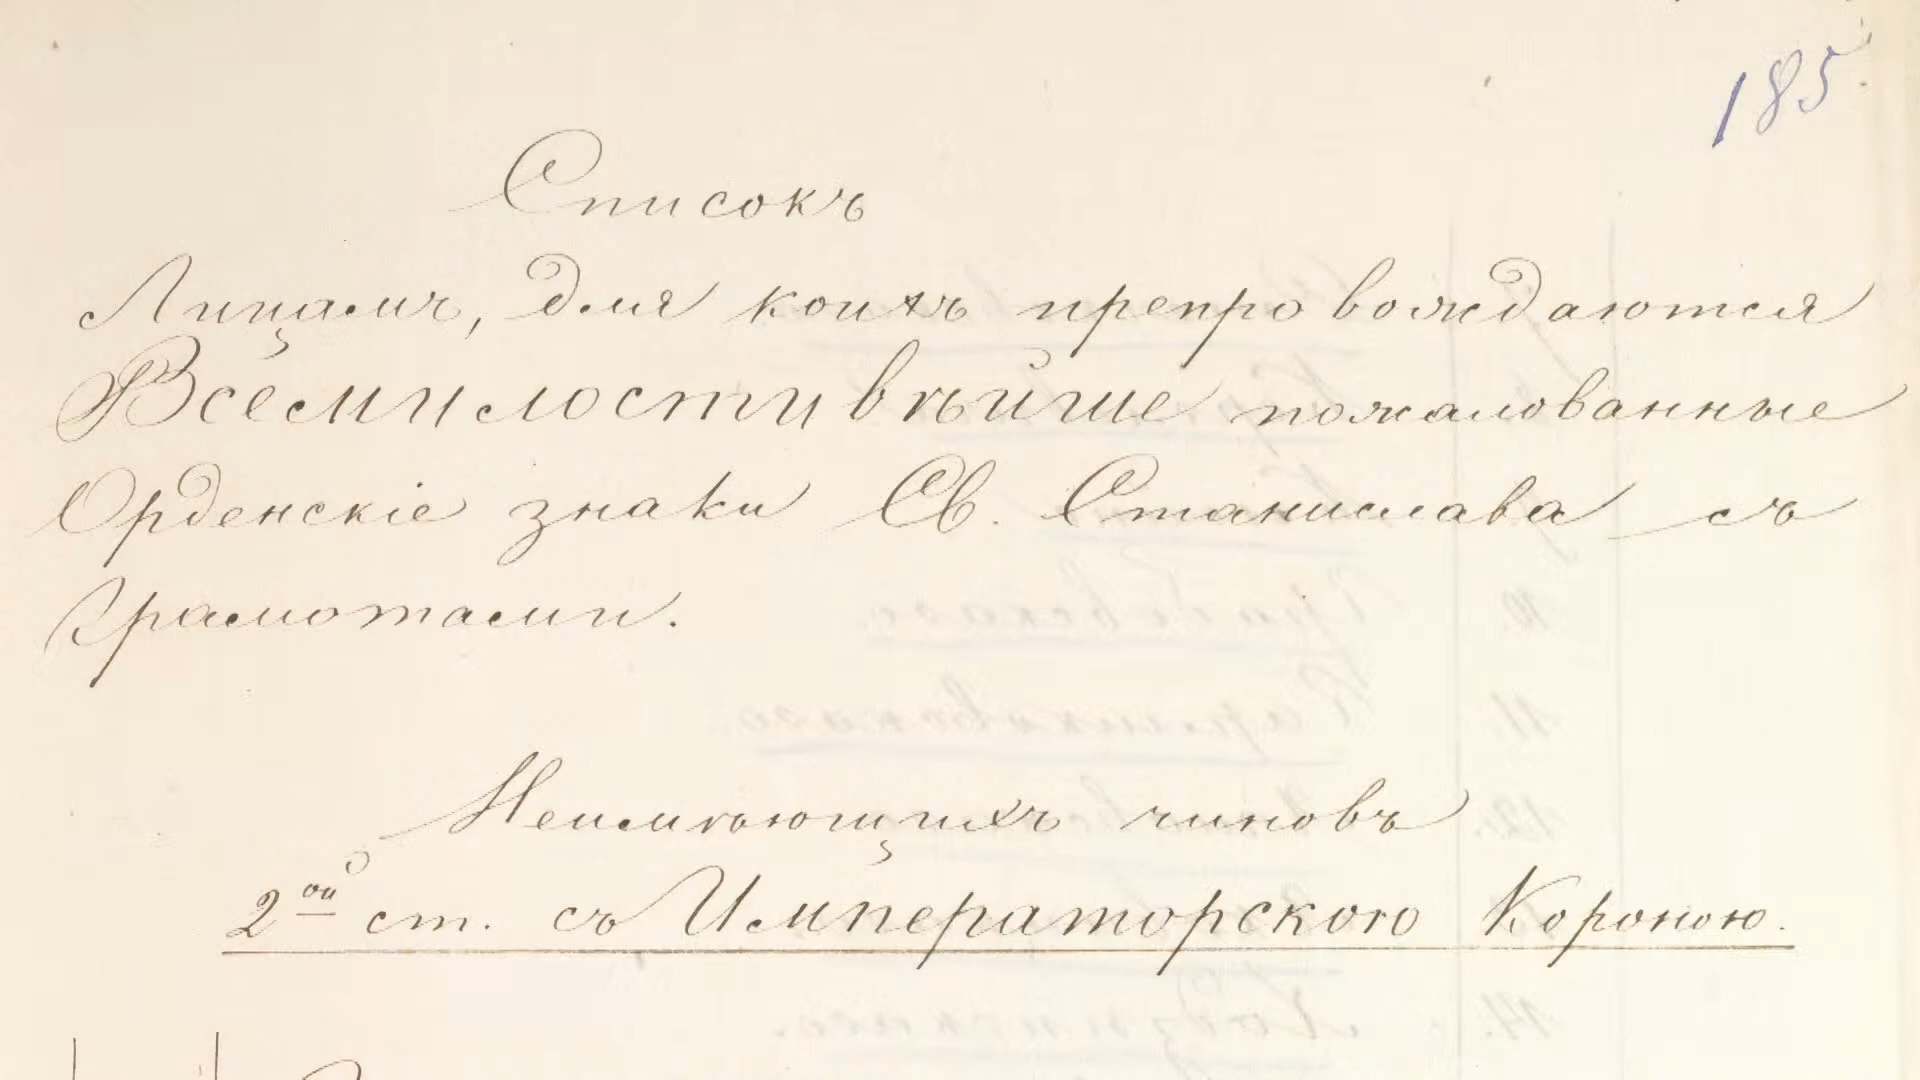 185
Списокъ
Лицамъ, для коихъ препровождаются
Всемилостивѣйше пожалованные
Орденскіе знаки Св. Станислава съ
грамотами.
Неимѣющихъ чиновъ
2ой ст. съ Императорскою Короною.